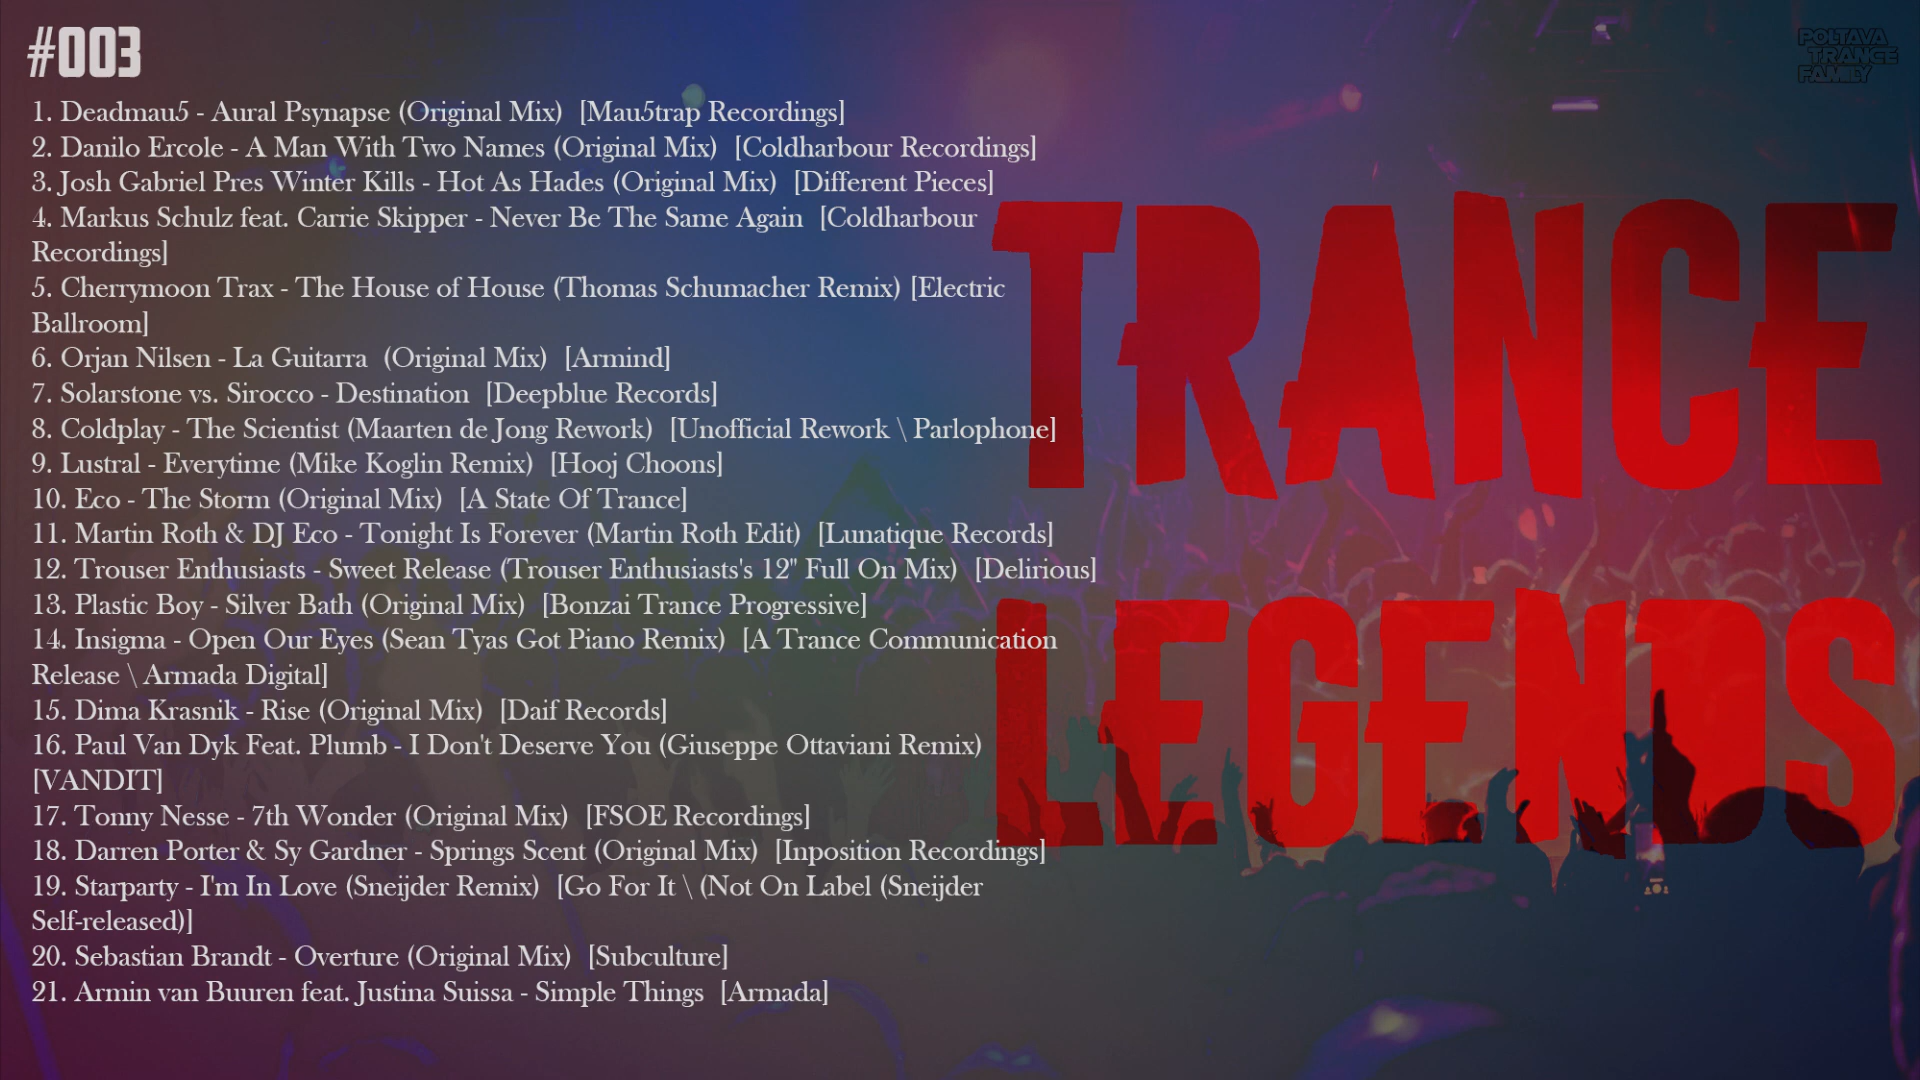 #003
POLTAVA
TRANCE
FAMILY
1. Deadmau5 - Aural Psynapse (Original Mix)  [Mau5trap Recordings]
2. Danilo Ercole - A Man With Two Names (Original Mix)  [Coldharbour Recordings]
3. Josh Gabriel Pres Winter Kills - Hot As Hades (Original Mix)  [Different Pieces]
4. Markus Schulz feat. Carrie Skipper - Never Be The Same Again  [Coldharbour
Recordings]
5. Cherrymoon Trax - The House of House (Thomas Schumacher Remix) [Electric
Ballroom]
6. Orjan Nilsen - La Guitarra  (Original Mix)  [Armind]
7. Solarstone vs. Sirocco - Destination  [Deepblue Records]
8. Coldplay - The Scientist (Maarten de Jong Rework)  [Unofficial Rework \ Parlophone]
9. Lustral - Everytime (Mike Koglin Remix)  [Hooj Choons]
10. Eco - The Storm (Original Mix)  [A State Of Trance]
11. Martin Roth & DJ Eco - Tonight Is Forever (Martin Roth Edit)  [Lunatique Records]
12. Trouser Enthusiasts - Sweet Release (Trouser Enthusiasts's 12" Full On Mix)  [Delirious]
13. Plastic Boy - Silver Bath (Original Mix)  [Bonzai Trance Progressive]
14. Insigma - Open Our Eyes (Sean Tyas Got Piano Remix)  [A Trance Communication
Release \ Armada Digital]
15. Dima Krasnik - Rise (Original Mix)  [Daif Records]
16. Paul Van Dyk Feat. Plumb - I Don't Deserve You (Giuseppe Ottaviani Remix)
[VANDIT]
17. Tonny Nesse - 7th Wonder (Original Mix)  [FSOE Recordings]
18. Darren Porter & Sy Gardner - Springs Scent (Original Mix)  [Inposition Recordings]
19. Starparty - I'm In Love (Sneijder Remix)  [Go For It \ (Not On Label (Sneijder
Self-released)]
20. Sebastian Brandt - Overture (Original Mix)  [Subculture]
21. Armin van Buuren feat. Justina Suissa - Simple Things  [Armada]
TRANCE
LEGENDS